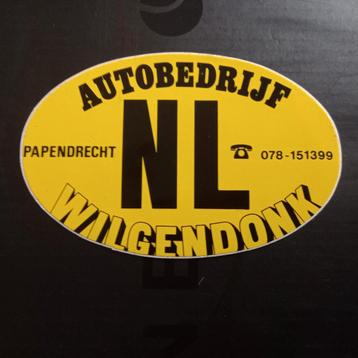 AUTOBEDRIJF
NL
PAPENDRECHT
078-151399
WILGENDONK